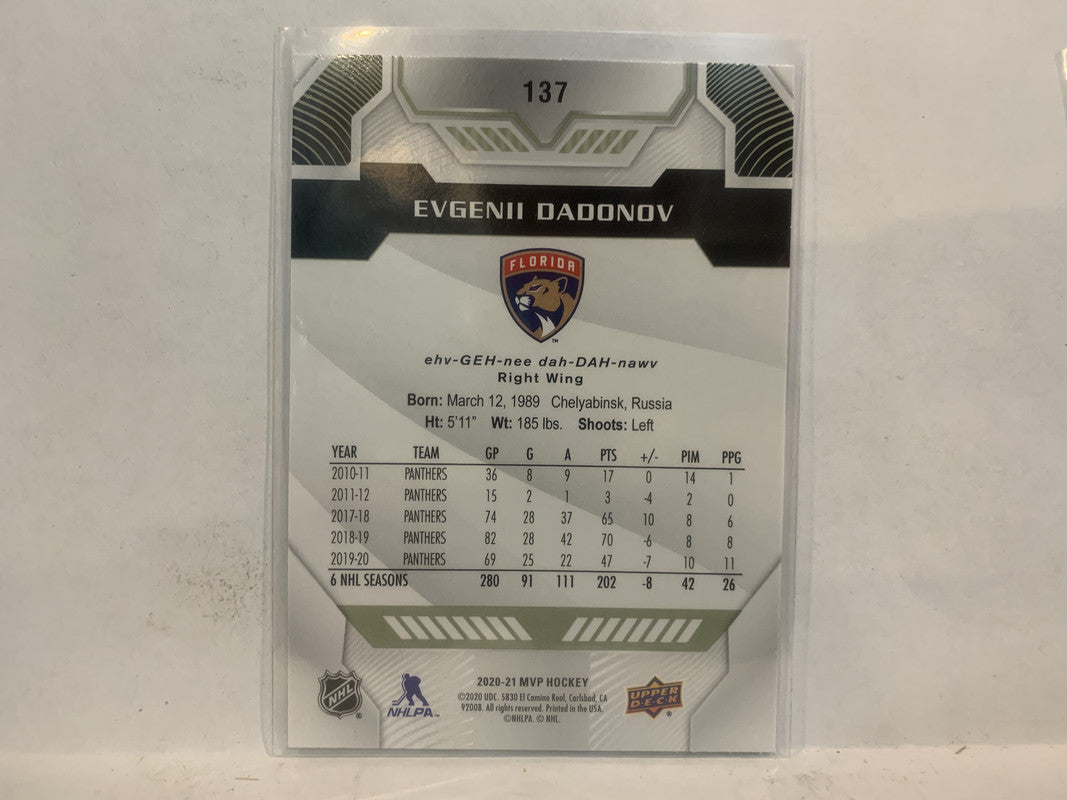 137
EVGENII DADONOV
FLORIDA
TM
ehv-GEH-nee dah-DAH-nawv
Right Wing
Born: March 12, 1989 Chelyabinsk, Russia
Ht: 5'11" Wt: 185 lbs. Shoots: Left
YEAR TEAM GP G A PTS +/- PIM PPG
2010-11 PANTHERS 36 8 9 17 0 14 1
2011-12 PANTHERS 15 2 1 3 -4 2 0
2017-18 PANTHERS 74 28 37 65 10 8 6
2018-19 PANTHERS 82 28 42 70 -6 8 8
2019-20 PANTHERS 69 25 22 47 -7 10 11
6 NHL SEASONS 280 91 111 202 -8 42 26
NHL ®
NHLPA™
2020-21 MVP HOCKEY
©2020 UDC. 5830 El Camino Real, Carlsbad, CA
92008. All rights reserved. Printed in the USA.
©NHLPA. © NHL.
UPPER
DECK ®